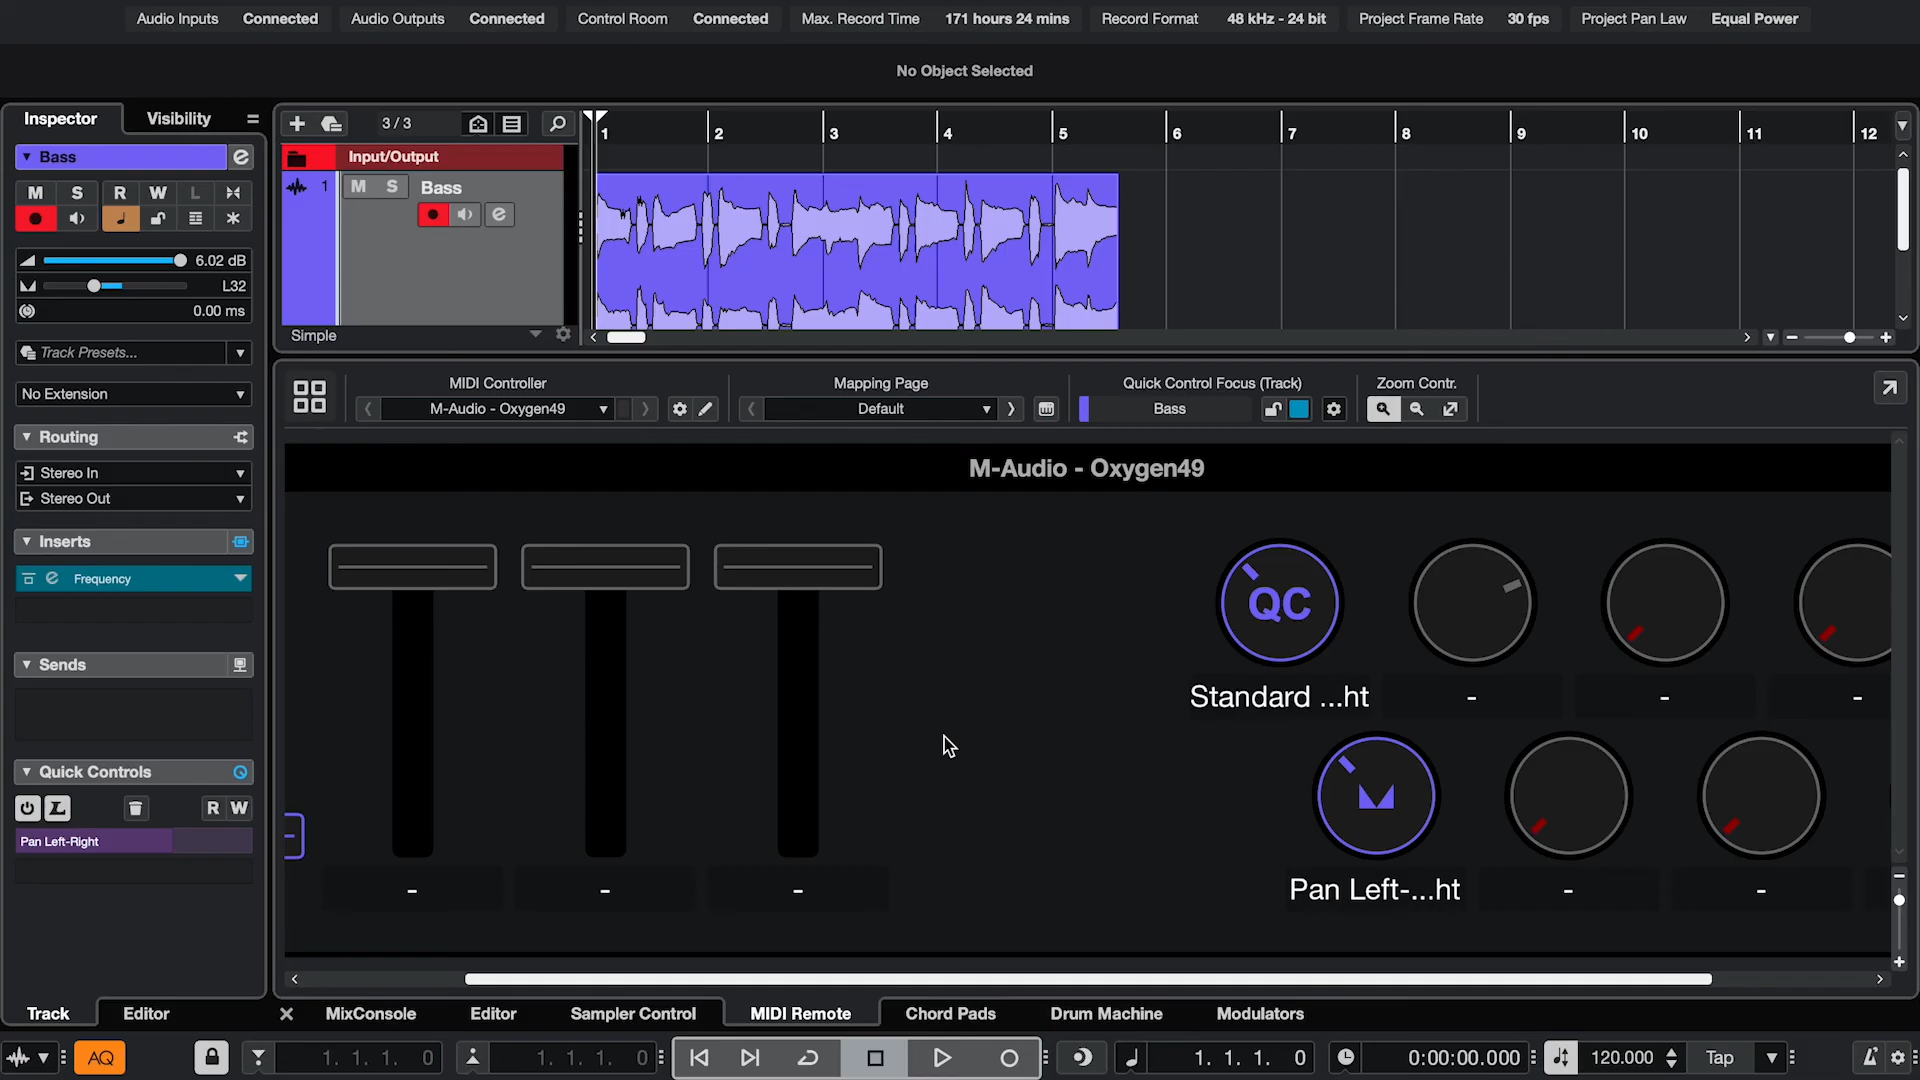 Audio Inputs Connected Audio Outputs Connected Control Room Connected Max. Record Time 171 hours 24 mins Record Format 48 kHz - 24 bit Project Frame Rate 30 fps Project Pan Law Equal Power
No Object Selected
Inspector Visibility
3/3
1 2 3 4 5 6 7 8 9 10 11 12
Bass
Input/Output
M S R W L
1 M S Bass
6.02 dB
L32
0.00 ms
Simple
Track Presets...
No Extension
MIDI Controller Mapping Page Quick Control Focus (Track) Zoom Contr.
M-Audio - Oxygen49 Default Bass
Routing
Stereo In
Stereo Out
M-Audio - Oxygen49
Inserts
Frequency
QC
Standard ...ht - - -
Sends
Quick Controls
R W
Pan Left-Right
- - - Pan Left-...ht - -
Track Editor MixConsole Editor Sampler Control MIDI Remote Chord Pads Drum Machine Modulators
AQ 1. 1. 1. 0 1. 1. 1. 0 1. 1. 1. 0 0:00:00.000 120.000 Tap